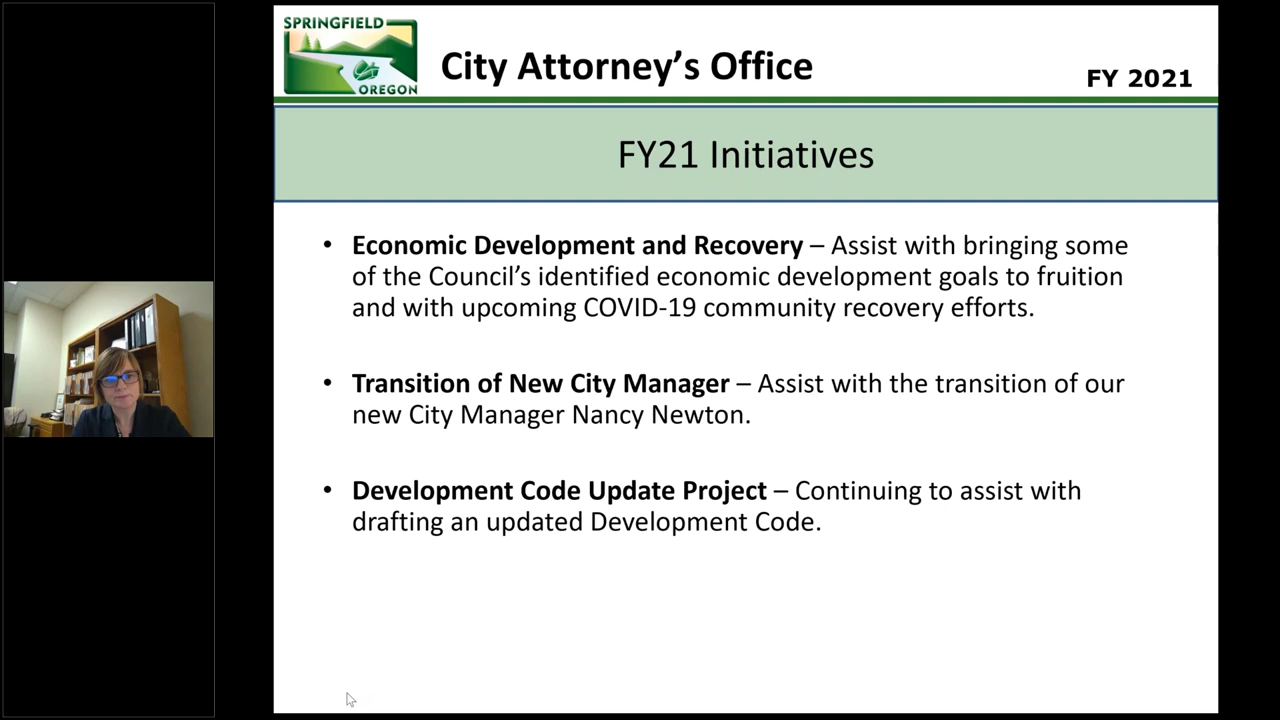 SPRINGFIELD
OREGON
City Attorney's Office
FY 2021
FY21 Initiatives
• Economic Development and Recovery – Assist with bringing some
of the Council's identified economic development goals to fruition
and with upcoming COVID-19 community recovery efforts.
• Transition of New City Manager – Assist with the transition of our
new City Manager Nancy Newton.
• Development Code Update Project – Continuing to assist with
drafting an updated Development Code.